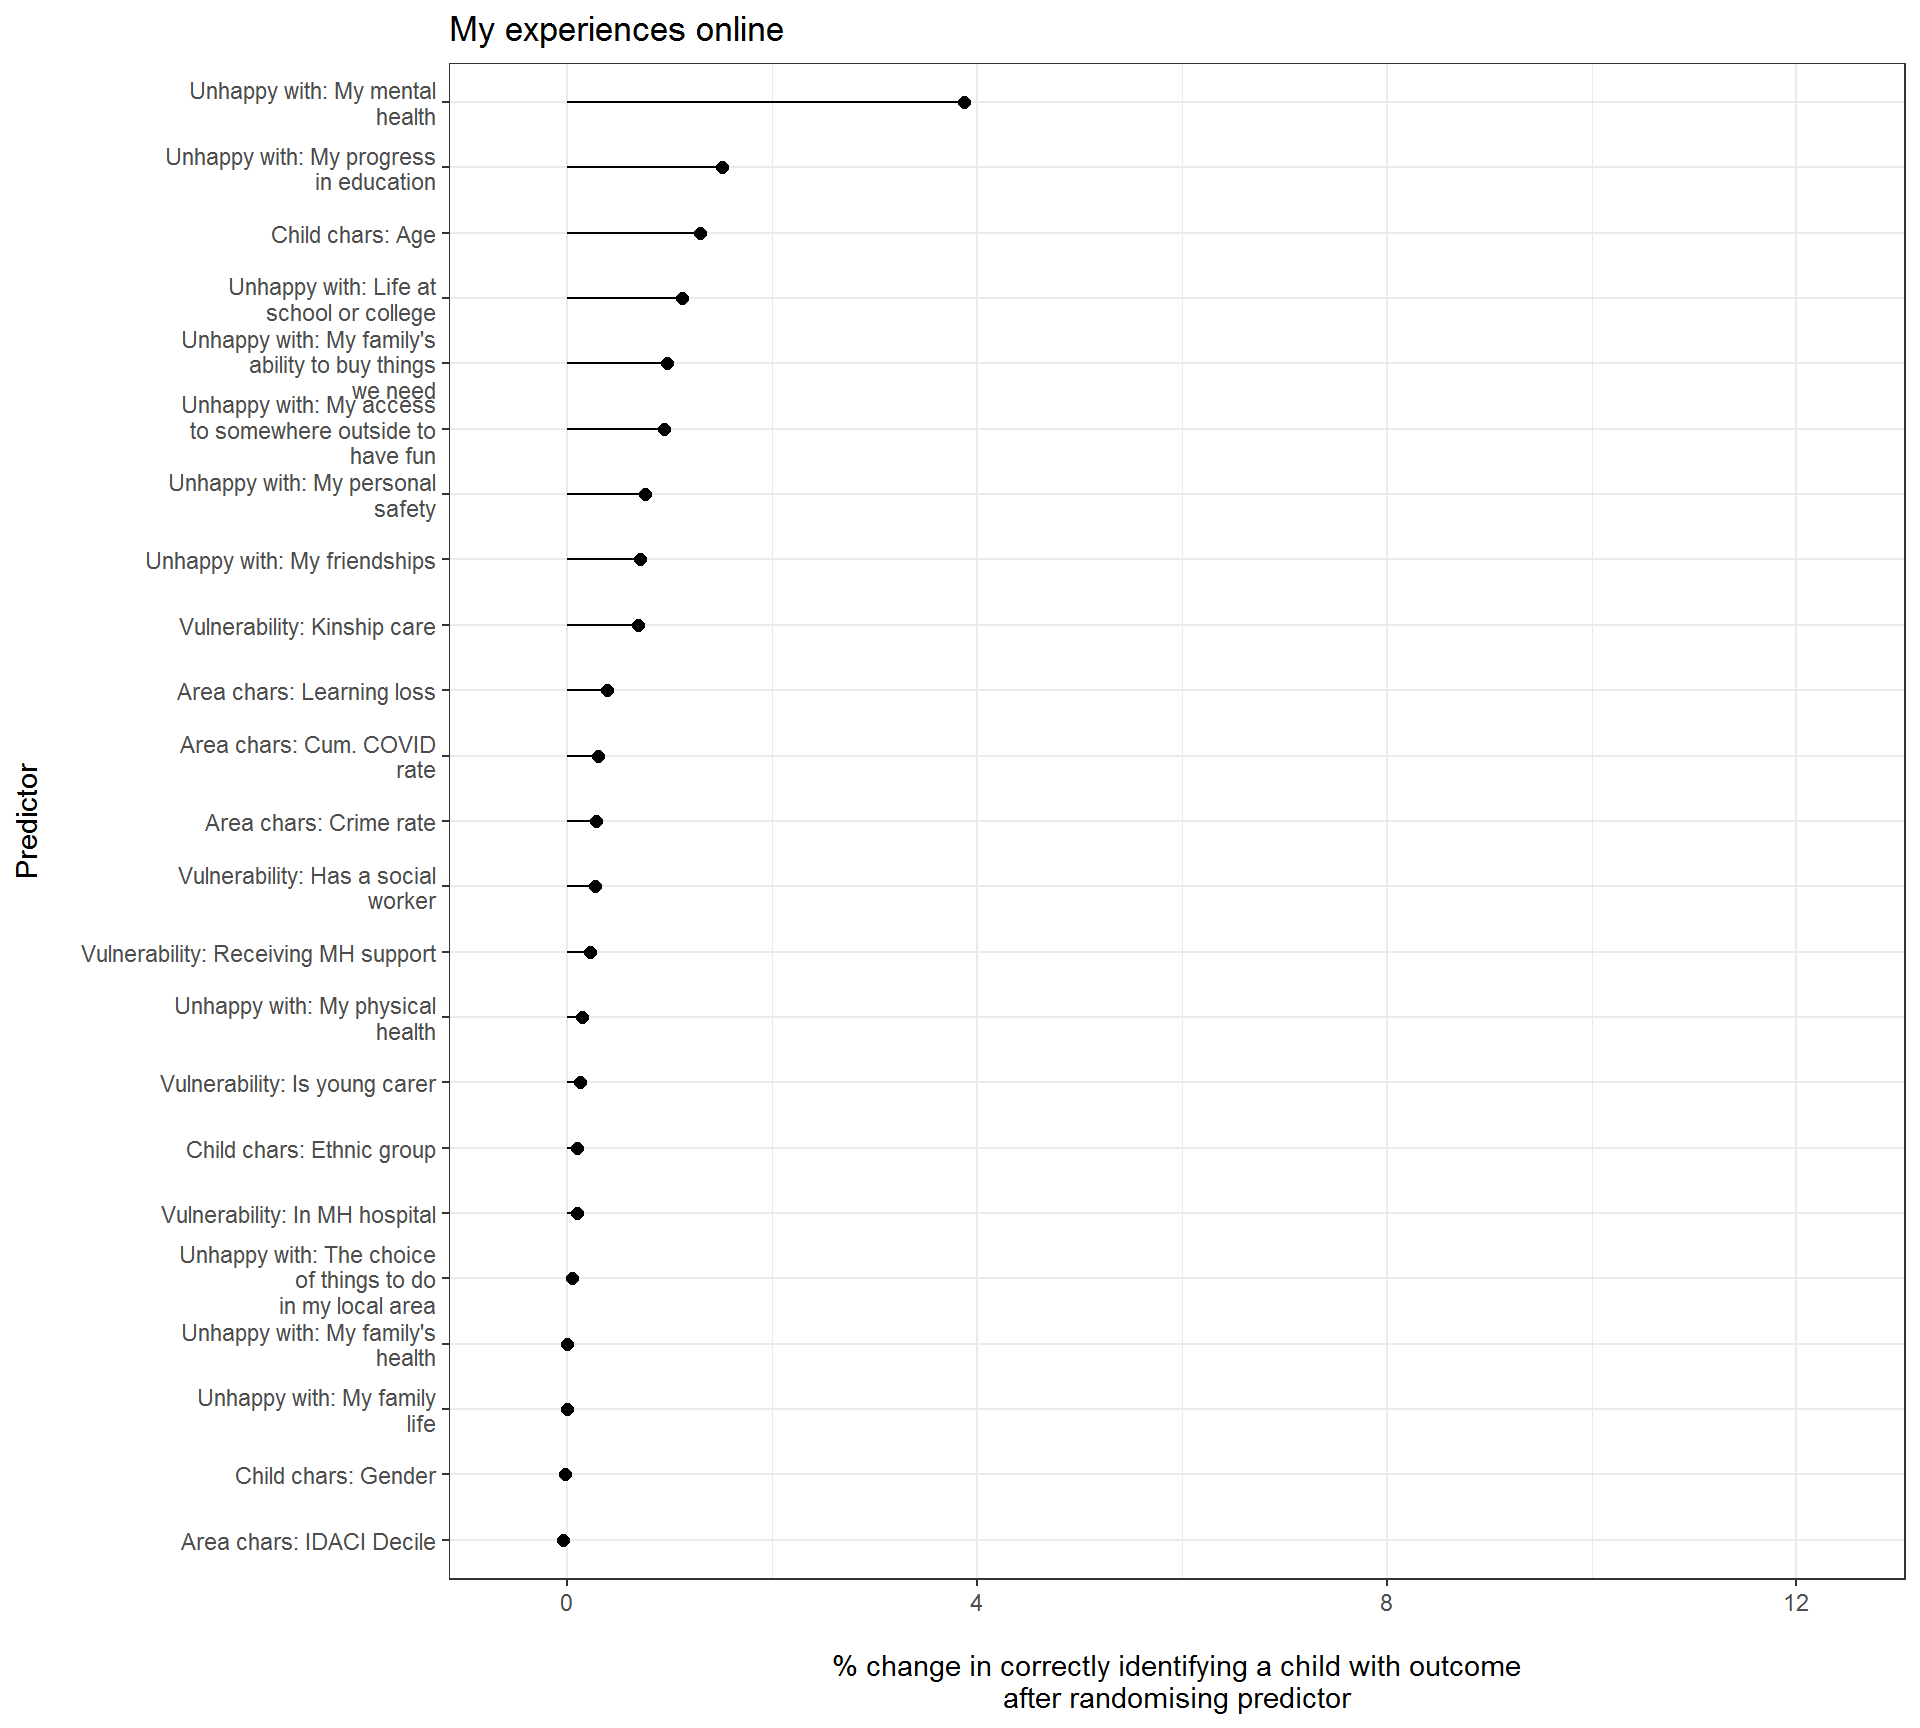 My experiences online
Unhappy with: My mental
health
Unhappy with: My progress
in education
Child chars: Age
Unhappy with: Life at
school or college
Unhappy with: My family's
ability to buy things
we need
Unhappy with: My access
to somewhere outside to
have fun
Unhappy with: My personal
safety
Unhappy with: My friendships
Vulnerability: Kinship care
Area chars: Learning loss
Area chars: Cum. COVID
rate
Area chars: Crime rate
Vulnerability: Has a social
worker
Vulnerability: Receiving MH support
Unhappy with: My physical
health
Vulnerability: Is young carer
Child chars: Ethnic group
Vulnerability: In MH hospital
Unhappy with: The choice
of things to do
in my local area
Unhappy with: My family's
health
Unhappy with: My family
life
Child chars: Gender
Area chars: IDACI Decile
Predictor
0 4 8 12
% change in correctly identifying a child with outcome
after randomising predictor